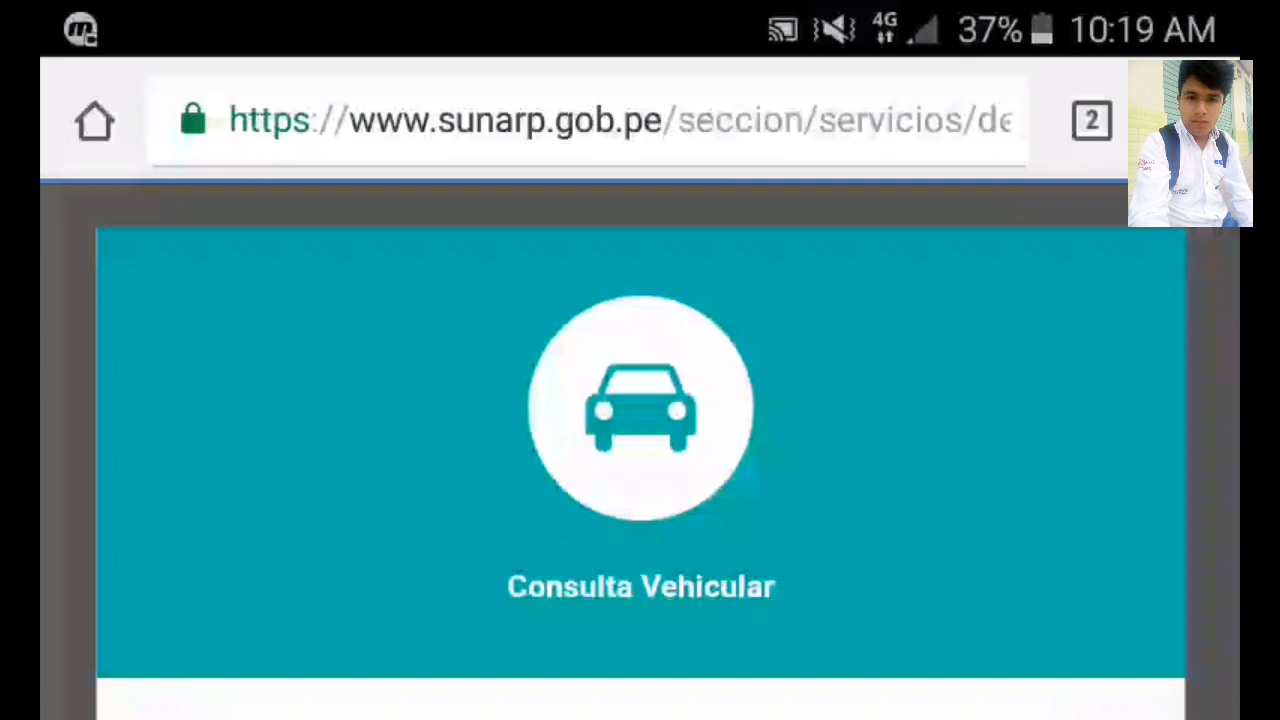 4G 37% 10:19 AM
https://www.sunarp.gob.pe/seccion/servicios/de
2
Consulta Vehicular